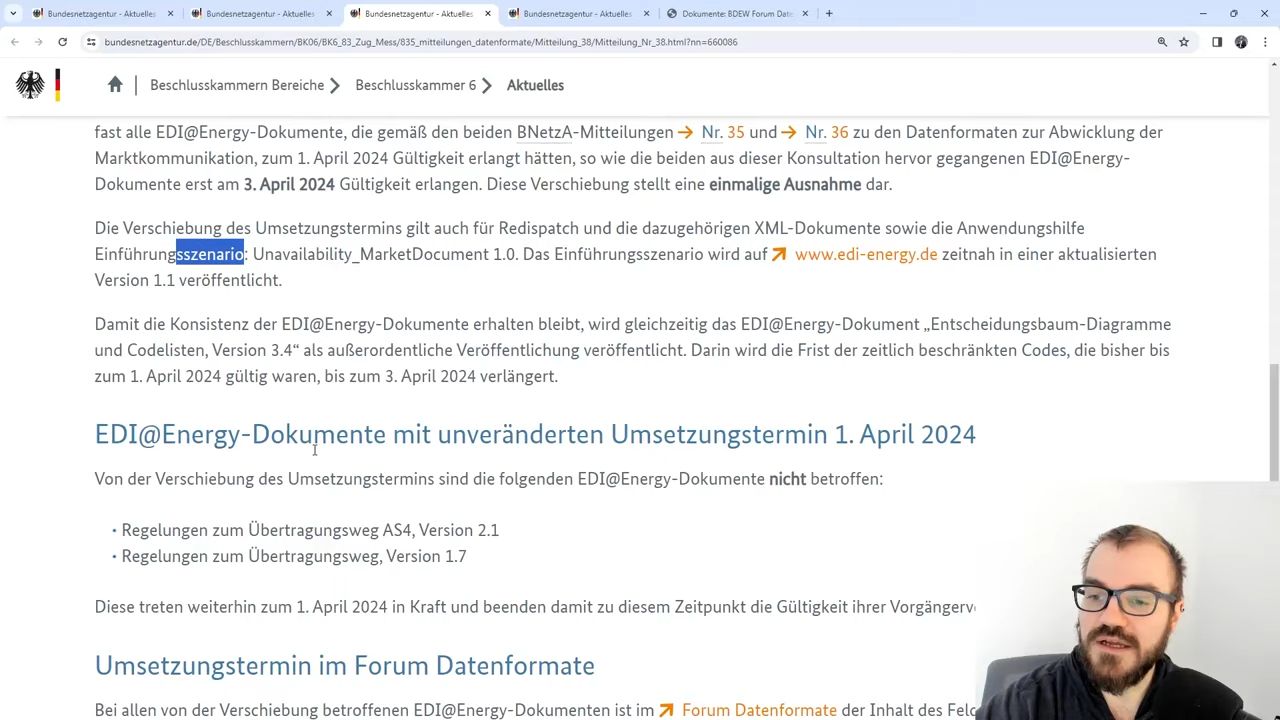 Bundesnetzagentur - Aktuelles
Bundesnetzagentur - Aktuelles
Bundesnetzagentur - Aktuelles
Bundesnetzagentur - Aktuelles
Dokumente: BDEW Forum Date
bundesnetzagentur.de/DE/Beschlusskammern/BK06/BK6_83_Zug_Mess/835_mitteilungen_datenformate/Mitteilung_38/Mitteilung_Nr_38.html?nn=660086
Beschlusskammern Bereiche
Beschlusskammer 6
Aktuelles
fast alle EDI@Energy-Dokumente, die gemäß den beiden BNetzA-Mitteilungen → Nr. 35 und → Nr. 36 zu den Datenformaten zur Abwicklung der
Marktkommunikation, zum 1. April 2024 Gültigkeit erlangt hätten, so wie die beiden aus dieser Konsultation hervor gegangenen EDI@Energy-
Dokumente erst am 3. April 2024 Gültigkeit erlangen. Diese Verschiebung stellt eine einmalige Ausnahme dar.
Die Verschiebung des Umsetzungstermins gilt auch für Redispatch und die dazugehörigen XML-Dokumente sowie die Anwendungshilfe
Einführungsszenario: Unavailability_MarketDocument 1.0. Das Einführungsszenario wird auf www.edi-energy.de zeitnah in einer aktualisierten
Version 1.1 veröffentlicht.
Damit die Konsistenz der EDI@Energy-Dokumente erhalten bleibt, wird gleichzeitig das EDI@Energy-Dokument „Entscheidungsbaum-Diagramme
und Codelisten, Version 3.4“ als außerordentliche Veröffentlichung veröffentlicht. Darin wird die Frist der zeitlich beschränkten Codes, die bisher bis
zum 1. April 2024 gültig waren, bis zum 3. April 2024 verlängert.
EDI@Energy-Dokumente mit unveränderten Umsetzungstermin 1. April 2024
Von der Verschiebung des Umsetzungstermins sind die folgenden EDI@Energy-Dokumente nicht betroffen:
• Regelungen zum Übertragungsweg AS4, Version 2.1
• Regelungen zum Übertragungsweg, Version 1.7
Diese treten weiterhin zum 1. April 2024 in Kraft und beenden damit zu diesem Zeitpunkt die Gültigkeit ihrer
Umsetzungstermin im Forum Datenformate
Bei allen von der Verschiebung betroffenen EDI@Energy-Dokumenten ist im Forum Datenformate der Inhalt des